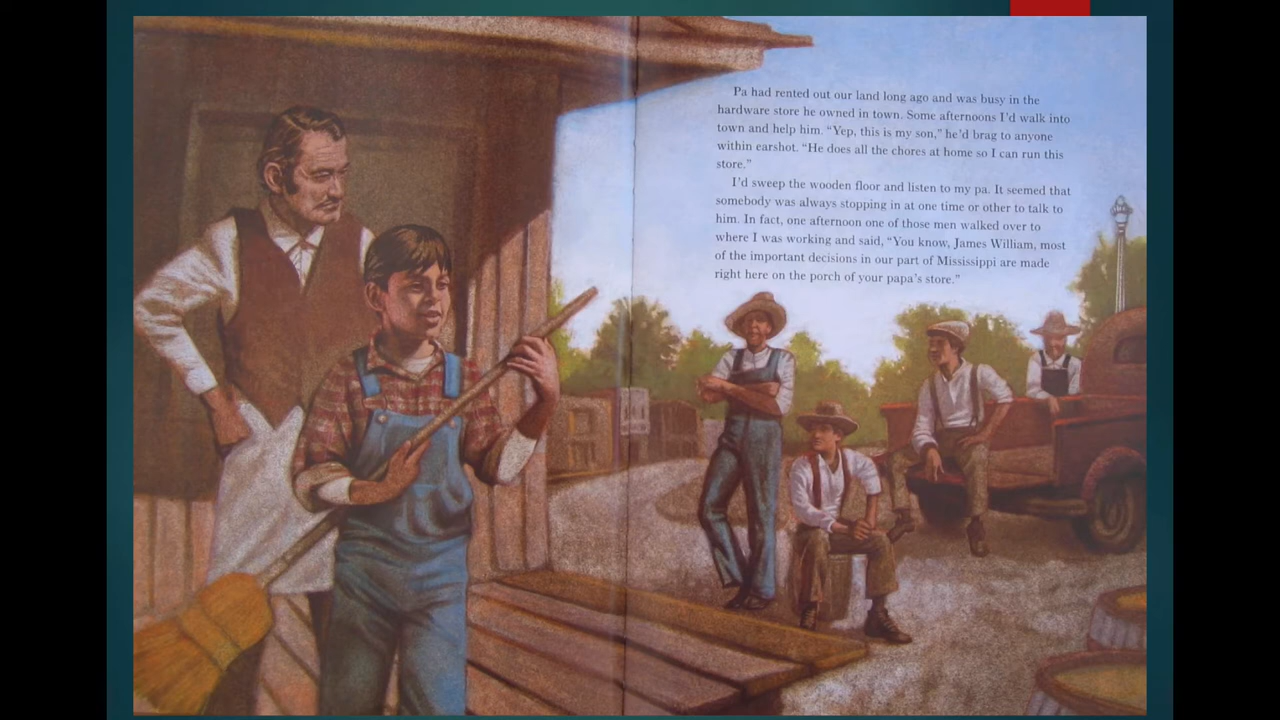 Pa had rented out our land long ago and was busy in the
hardware store he owned in town. Some afternoons I'd walk into
town and help him. “Yep, this is my son,” he'd brag to anyone
within earshot. “He does all the chores at home so I can run this
store.”
I'd sweep the wooden floor and listen to my pa. It seemed that
somebody was always stopping in at one time or other to talk to
him. In fact, one afternoon one of those men walked over to
where I was working and said, “You know, James William, most
of the important decisions in our part of Mississippi are made
right here on the porch of your papa's store.”